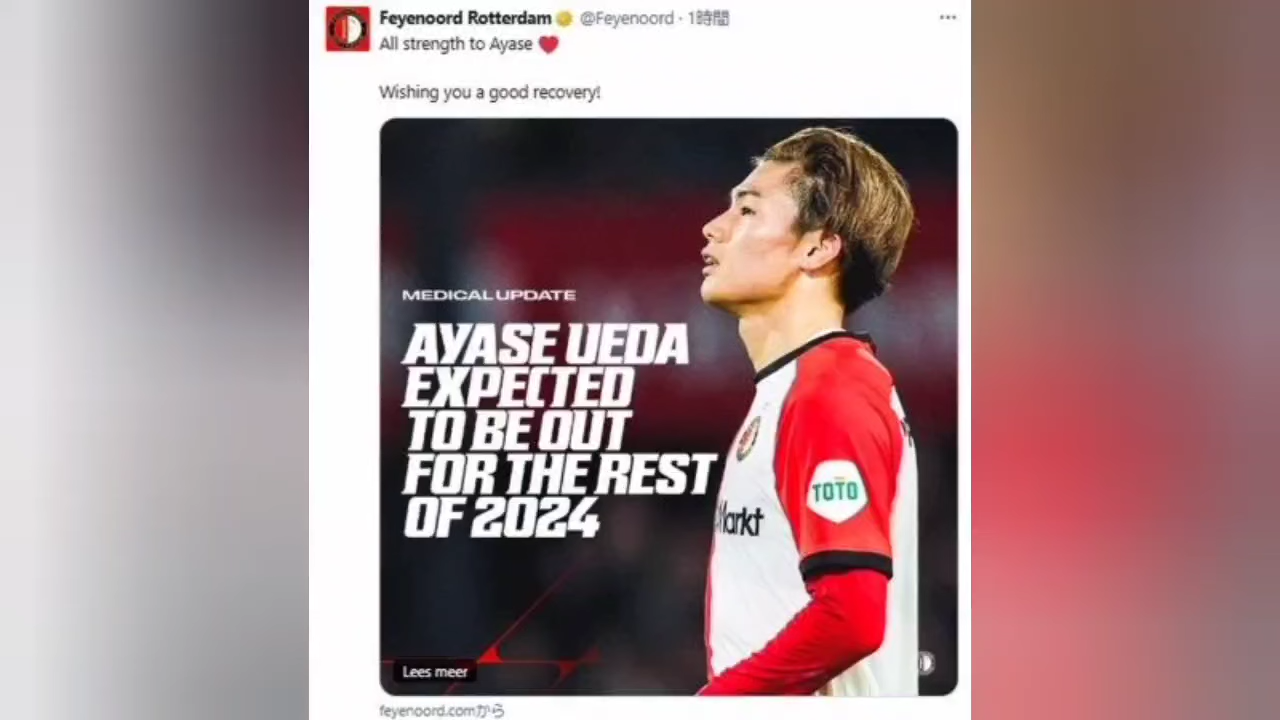 Feyenoord Rotterdam @Feyenoord · 1時間
All strength to Ayase ❤️
Wishing you a good recovery!
MEDICAL UPDATE
AYASE UEDA
EXPECTED
TO BE OUT
FOR THE REST
OF 2024
TOTO
Markt
Lees meer
feyenoord.comから